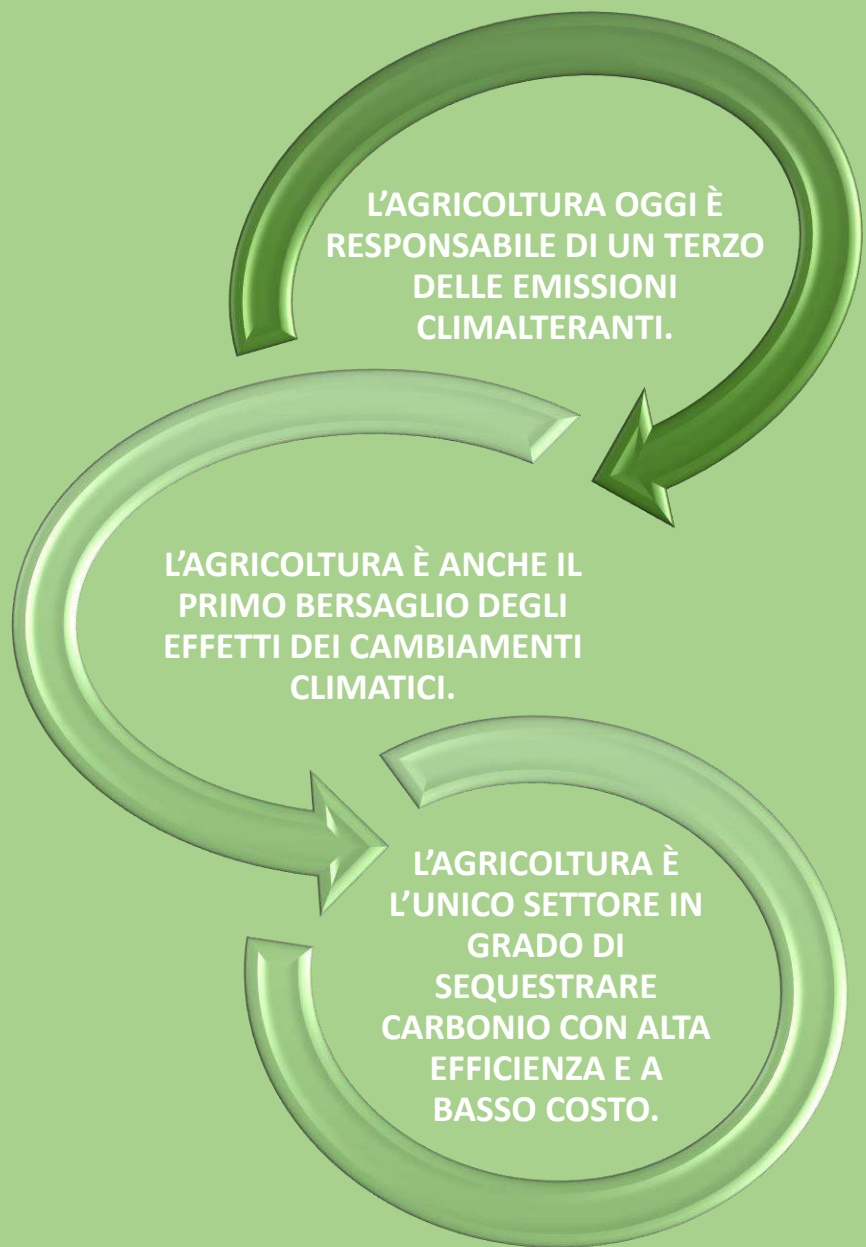 L’AGRICOLTURA OGGI È
RESPONSABILE DI UN TERZO
DELLE EMISSIONI
CLIMALTERANTI.
L’AGRICOLTURA È ANCHE IL
PRIMO BERSAGLIO DEGLI
EFFETTI DEI CAMBIAMENTI
CLIMATICI.
L’AGRICOLTURA È
L’UNICO SETTORE IN
GRADO DI
SEQUESTRARE
CARBONIO CON ALTA
EFFICIENZA E A
BASSO COSTO.